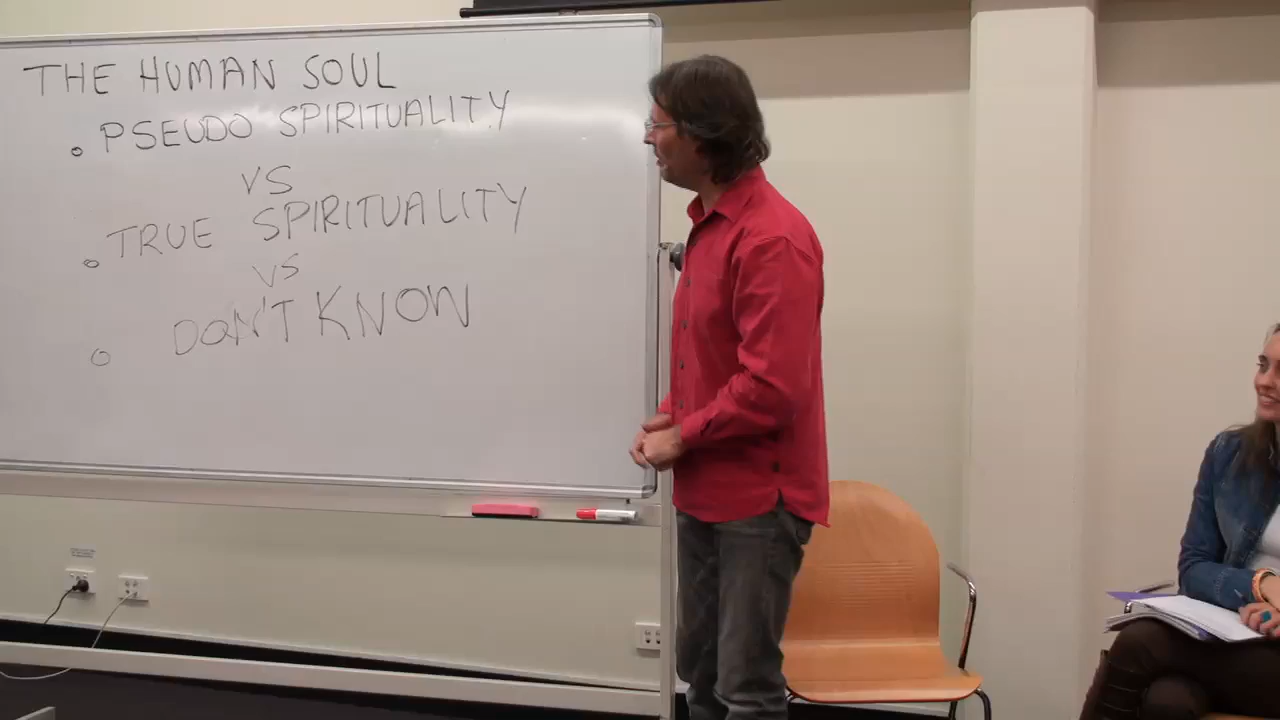 THE HUMAN SOUL
PSEUDO SPIRITUALITY
VS
TRUE SPIRITUALITY
VS
DON'T KNOW